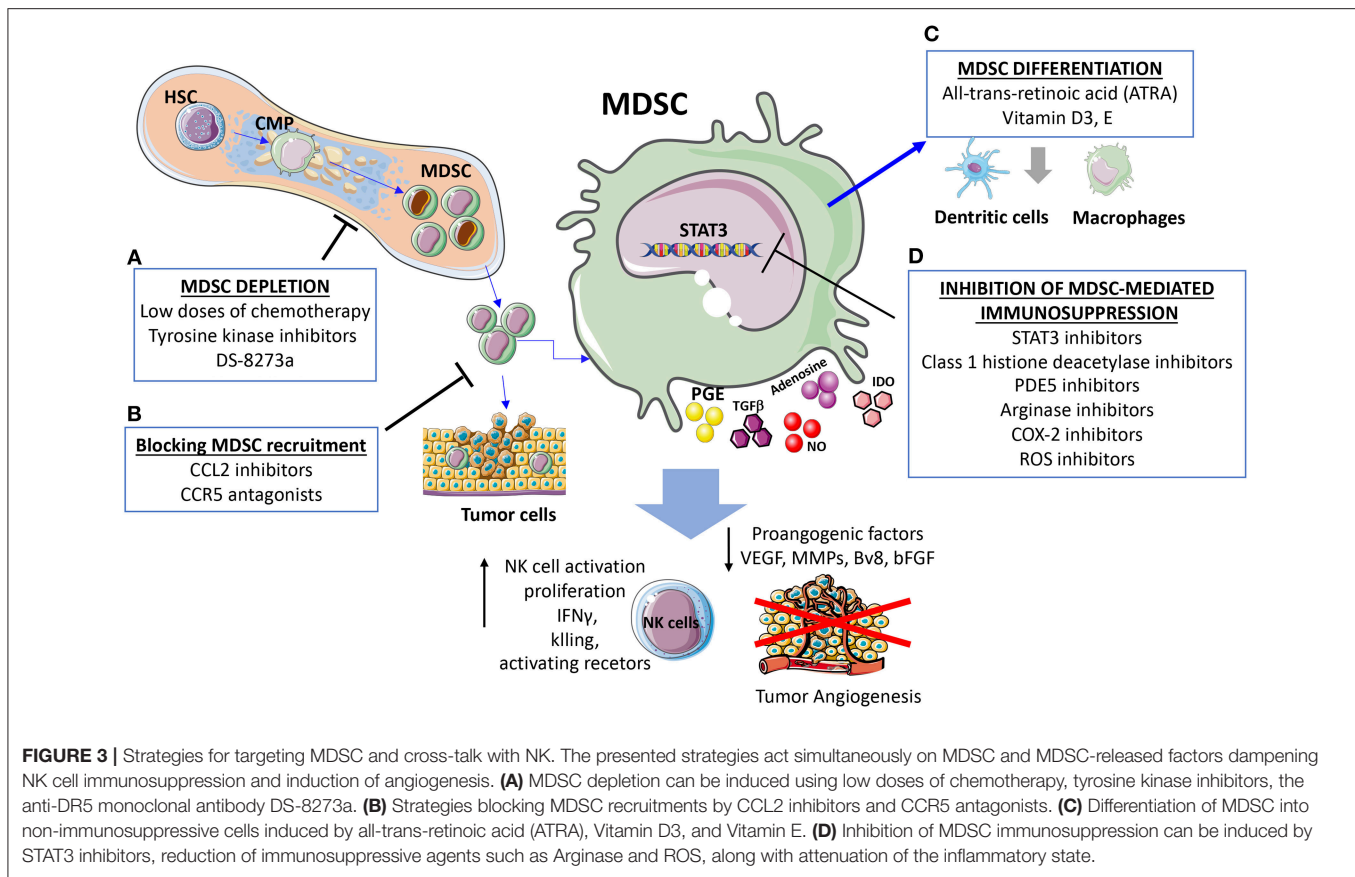 HSC
CMP
MDSC
A
MDSC DEPLETION
Low doses of chemotherapy
Tyrosine kinase inhibitors
DS-8273a
B
Blocking MDSC recruitment
CCL2 inhibitors
CCR5 antagonists
Tumor cells
MDSC
STAT3
PGE
TGFβ
Adenosine
NO
IDO
C
MDSC DIFFERENTIATION
All-trans-retinoic acid (ATRA)
Vitamin D3, E
Dentritic cells
Macrophages
D
INHIBITION OF MDSC-MEDIATED
IMMUNOSUPPRESSION
STAT3 inhibitors
Class 1 histione deacetylase inhibitors
PDE5 inhibitors
Arginase inhibitors
COX-2 inhibitors
ROS inhibitors
NK cell activation
proliferation
IFNγ,
klling,
activating recetors
NK cells
Proangogenic factors
VEGF, MMPs, Bv8, bFGF
Tumor Angiogenesis
FIGURE 3 | Strategies for targeting MDSC and cross-talk with NK. The presented strategies act simultaneously on MDSC and MDSC-released factors dampening
NK cell immunosuppression and induction of angiogenesis. (A) MDSC depletion can be induced using low doses of chemotherapy, tyrosine kinase inhibitors, the
anti-DR5 monoclonal antibody DS-8273a. (B) Strategies blocking MDSC recruitments by CCL2 inhibitors and CCR5 antagonists. (C) Differentiation of MDSC into
non-immunosuppressive cells induced by all-trans-retinoic acid (ATRA), Vitamin D3, and Vitamin E. (D) Inhibition of MDSC immunosuppression can be induced by
STAT3 inhibitors, reduction of immunosuppressive agents such as Arginase and ROS, along with attenuation of the inflammatory state.